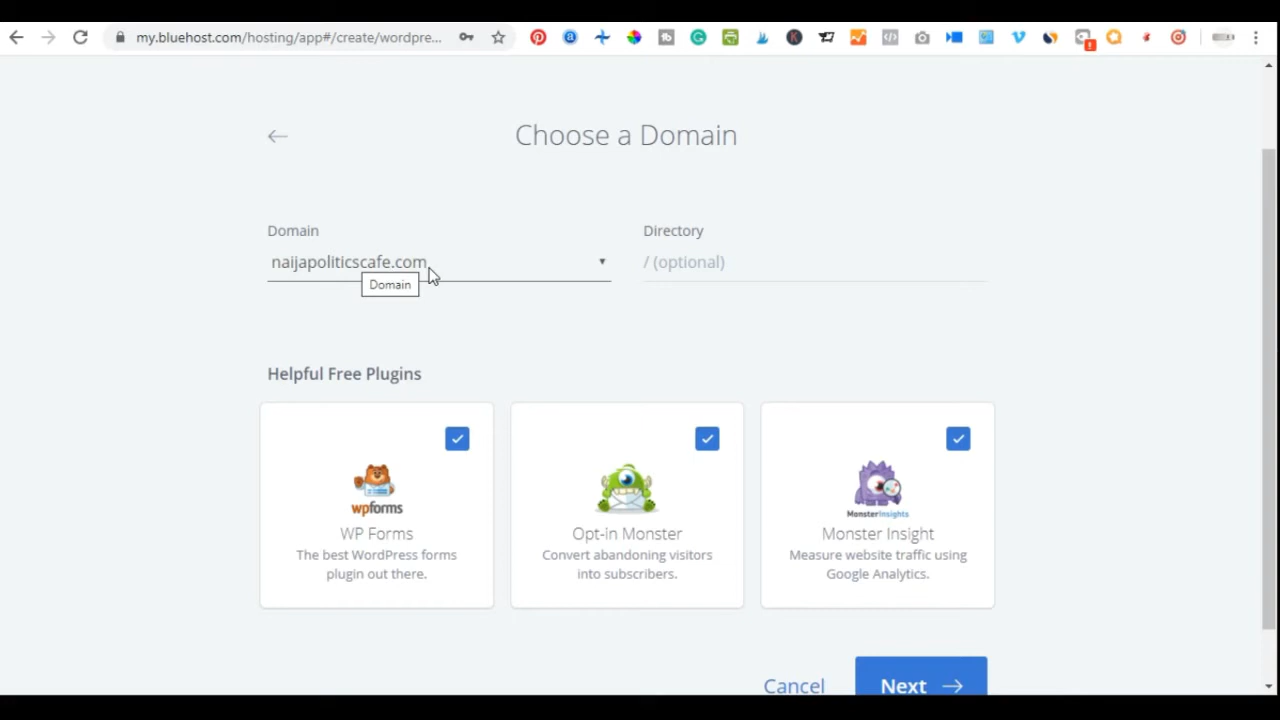 my.bluehost.com/hosting/app#/create/wordpre...
Choose a Domain
Domain
Directory
naijapoliticscafe.com
/ (optional)
Domain
Helpful Free Plugins
wpforms
MonsterInsights
WP Forms
Opt-in Monster
Monster Insight
The best WordPress forms
plugin out there.
Convert abandoning visitors
into subscribers.
Measure website traffic using
Google Analytics.
Cancel
Next